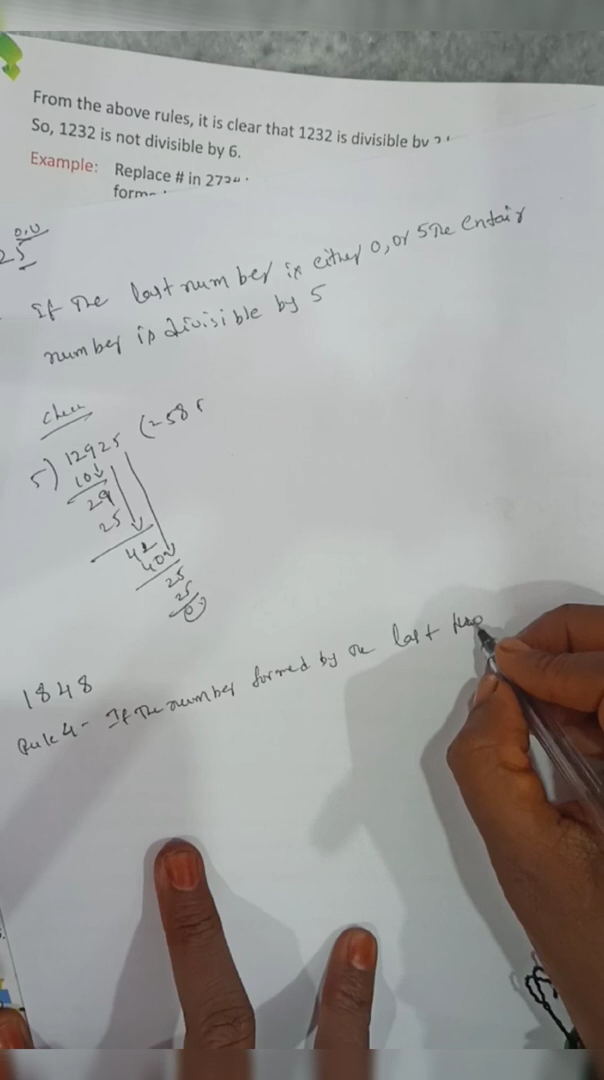 From the above rules, it is clear that 1232 is divisible by
So, 1232 is not divisible by 6.
Example: Replace # in
form
25
If The last number is either 0, or 5 The entair
number is divisible by 5
Check
5) 12925 (2585
10
29
25
42
40
25
25
0
1848
Rule 4 - If The number formed by the last two